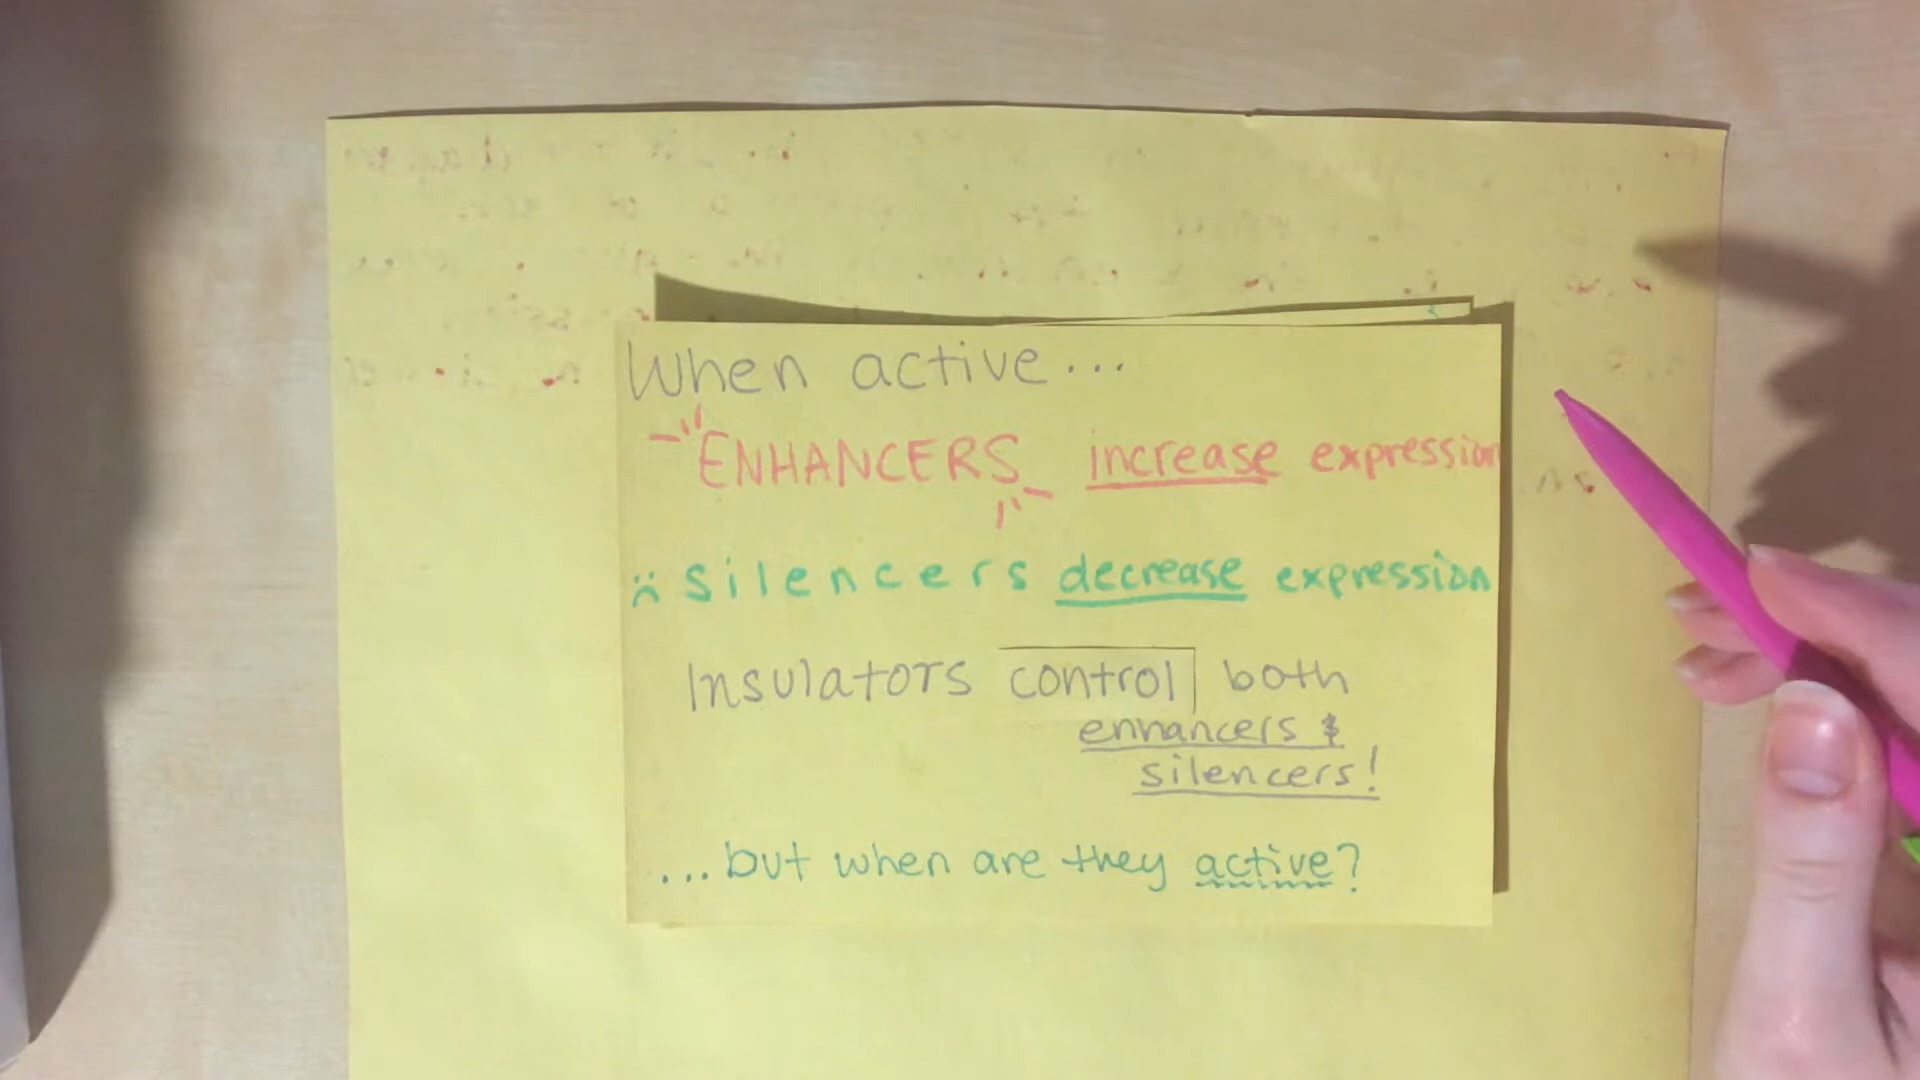 When active...
ENHANCERS increase expression
silencers decrease expression
Insulators control both
enhancers &
silencers!
...but when are they active?